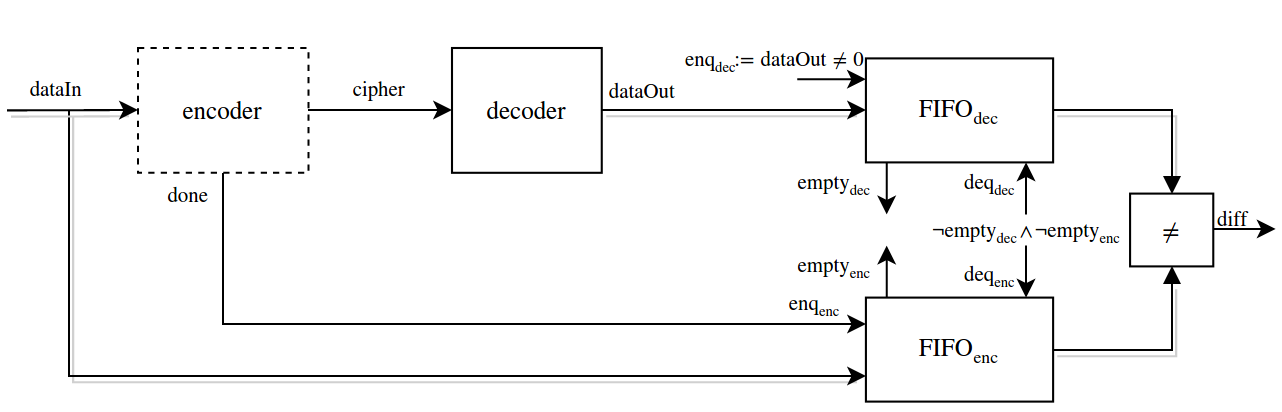 enq_dec:= dataOut ≠ 0
dataIn
cipher
dataOut
encoder
decoder
FIFO_dec
done
empty_dec
deq_dec
¬empty_dec ∧ ¬empty_enc
≠
diff
empty_enc
deq_enc
enq_enc
FIFO_enc